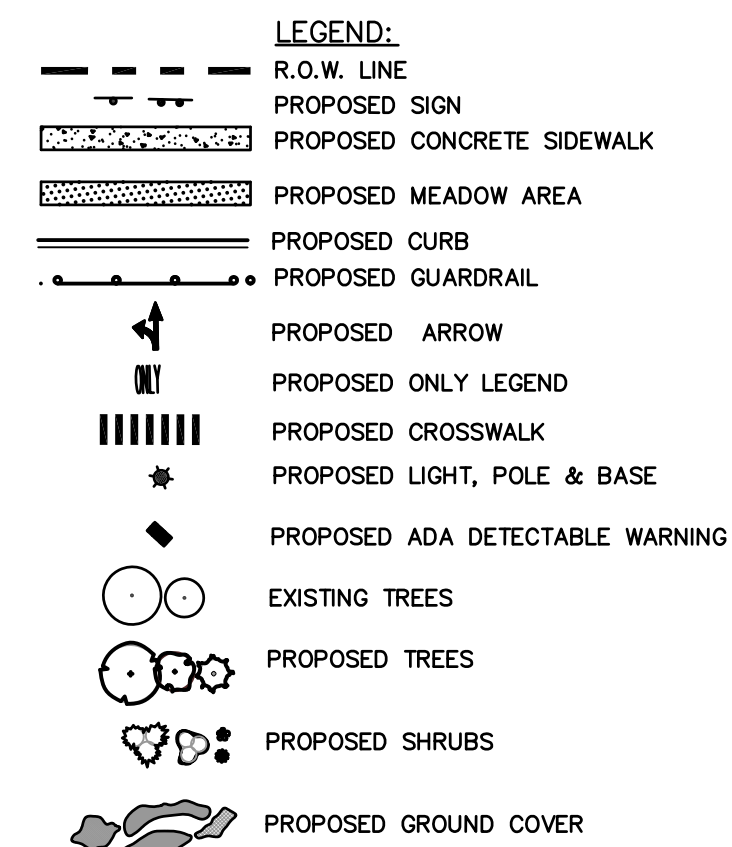 LEGEND:
R.O.W. LINE
PROPOSED SIGN
PROPOSED CONCRETE SIDEWALK
PROPOSED MEADOW AREA
PROPOSED CURB
PROPOSED GUARDRAIL
PROPOSED ARROW
ONLY PROPOSED ONLY LEGEND
PROPOSED CROSSWALK
PROPOSED LIGHT, POLE & BASE
PROPOSED ADA DETECTABLE WARNING
EXISTING TREES
PROPOSED TREES
PROPOSED SHRUBS
PROPOSED GROUND COVER